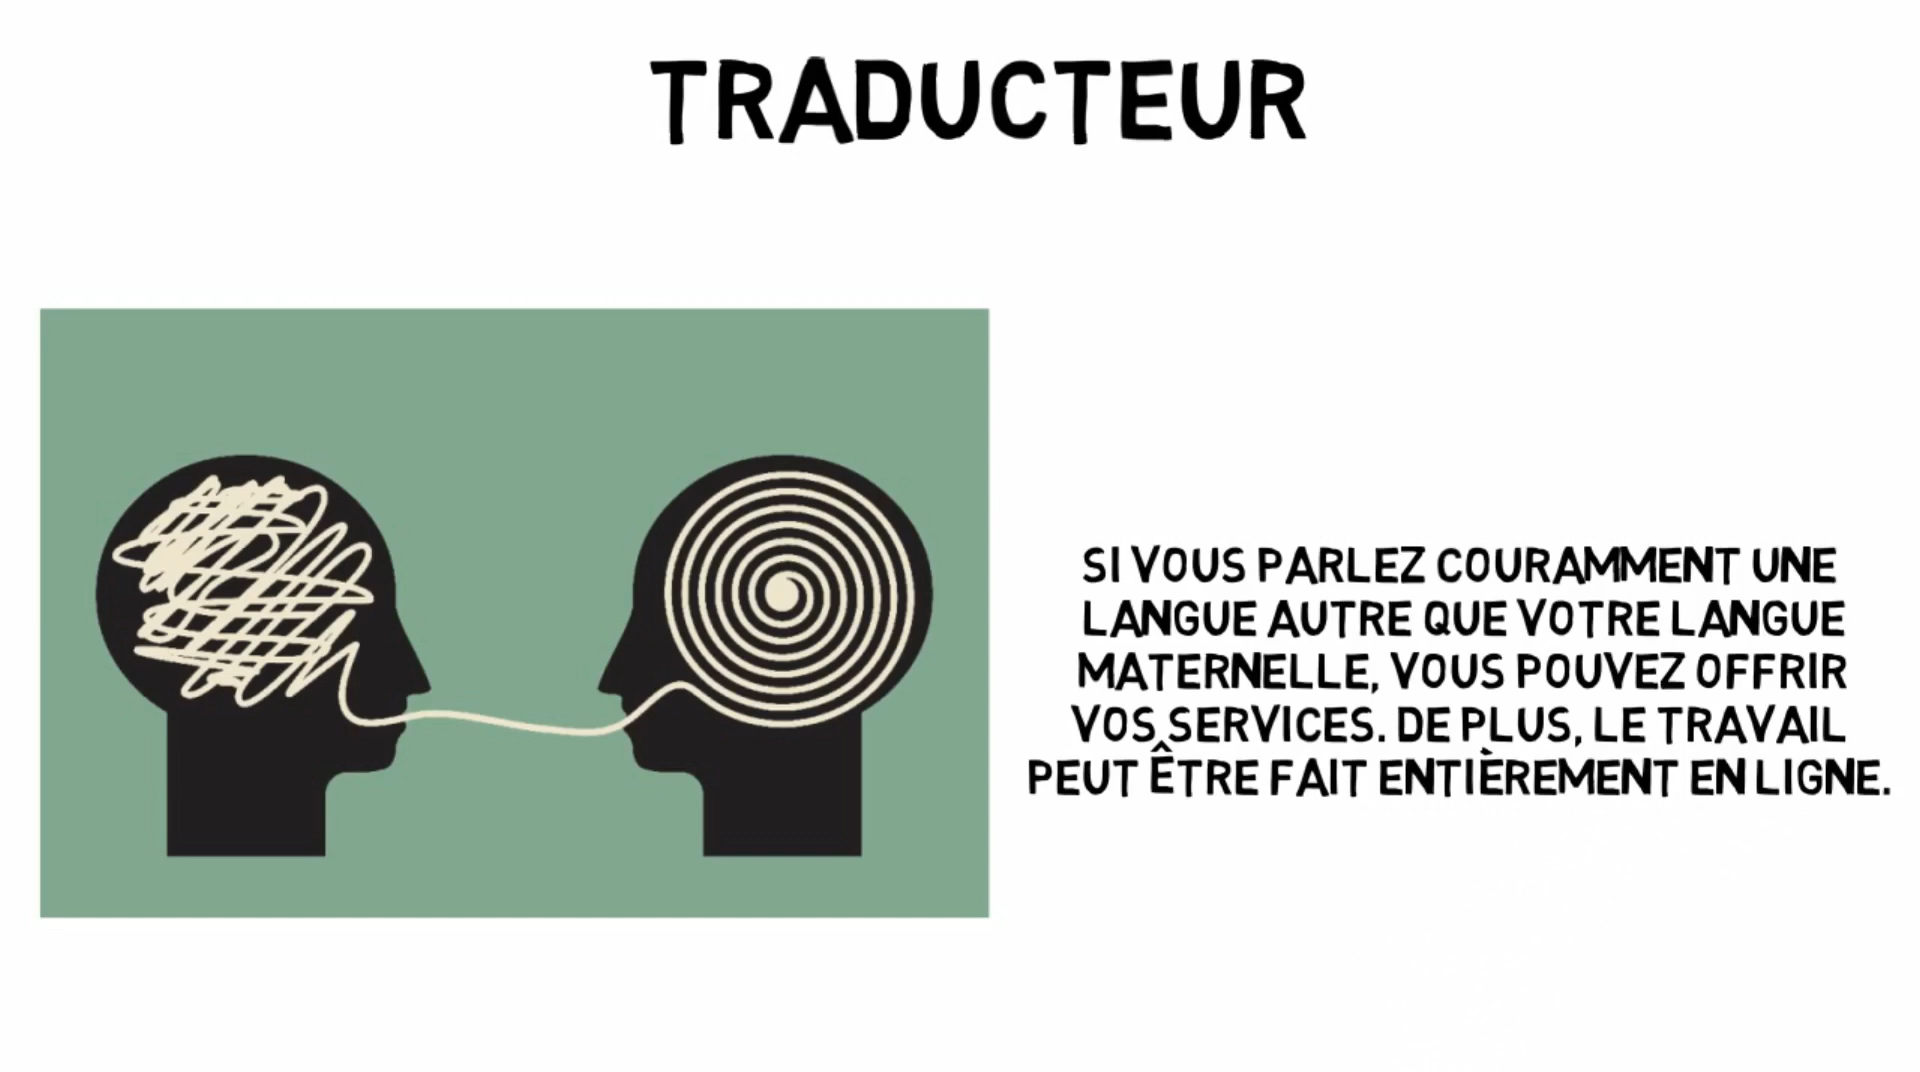 TRADUCTEUR
SI VOUS PARLEZ COURAMMENT UNE
LANGUE AUTRE QUE VOTRE LANGUE
MATERNELLE, VOUS POUVEZ OFFRIR
VOS SERVICES. DE PLUS, LE TRAVAIL
PEUT ÊTRE FAIT ENTIÈREMENT EN LIGNE.